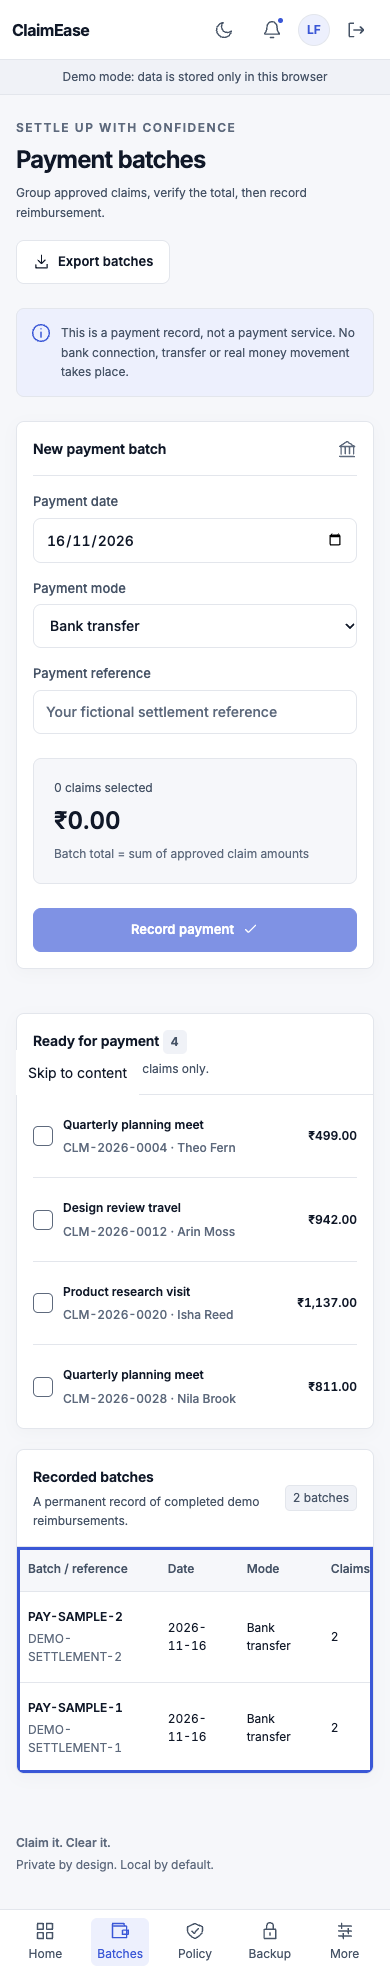 ClaimEase
LF
Demo mode: data is stored only in this browser
SETTLE UP WITH CONFIDENCE
Payment batches
Group approved claims, verify the total, then record
reimbursement.
Export batches
This is a payment record, not a payment service. No
bank connection, transfer or real money movement
takes place.
New payment batch
Payment date
16/11/2026
Payment mode
Bank transfer
Payment reference
Your fictional settlement reference
0 claims selected
₹0.00
Batch total = sum of approved claim amounts
Record payment
Ready for payment 4
Skip to content claims only.
Quarterly planning meet
CLM-2026-0004 · Theo Fern
₹499.00
Design review travel
CLM-2026-0012 · Arin Moss
₹942.00
Product research visit
CLM-2026-0020 · Isha Reed
₹1,137.00
Quarterly planning meet
CLM-2026-0028 · Nila Brook
₹811.00
Recorded batches
A permanent record of completed demo
reimbursements.
2 batches
Batch / reference Date Mode Claims
PAY-SAMPLE-2
DEMO-
SETTLEMENT-2
2026-
11-16
Bank
transfer
2
PAY-SAMPLE-1
DEMO-
SETTLEMENT-1
2026-
11-16
Bank
transfer
2
Claim it. Clear it.
Private by design. Local by default.
Home Batches Policy Backup More